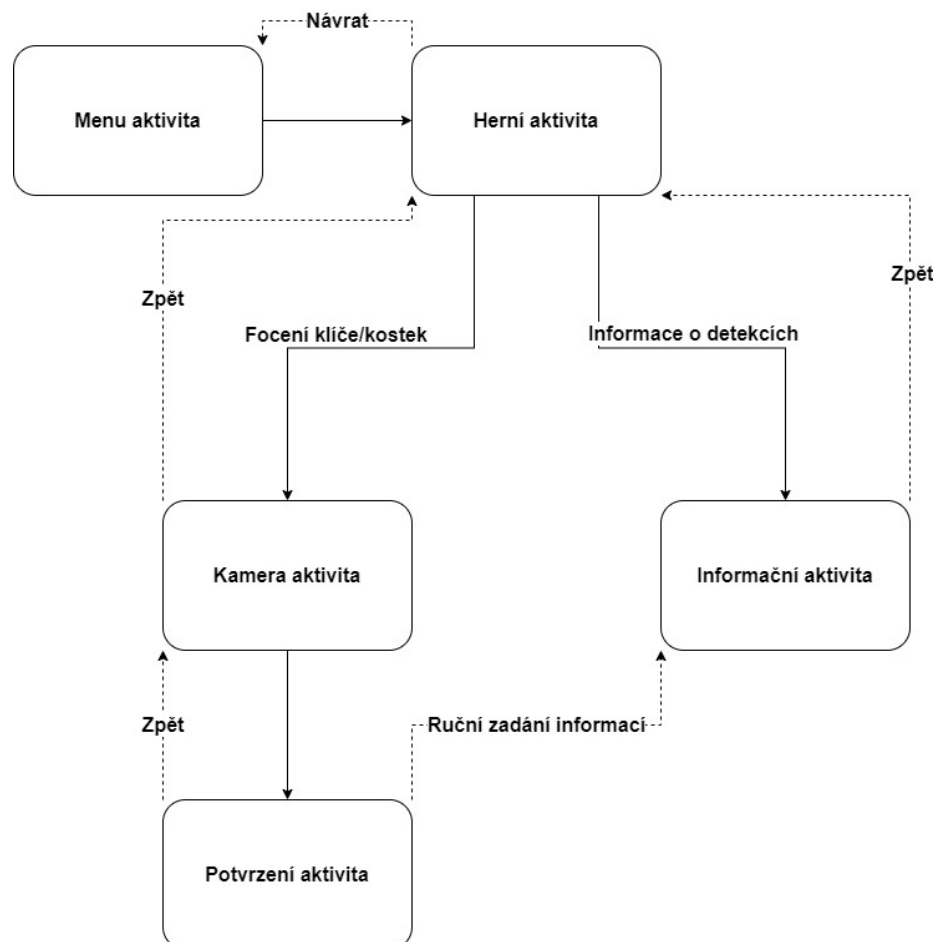 Návrat
Menu aktivita
Herní aktivita
Zpět
Zpět
Focení klíče/kostek
Informace o detekcích
Kamera aktivita
Informační aktivita
Zpět
Ruční zadání informací
Potvrzení aktivita